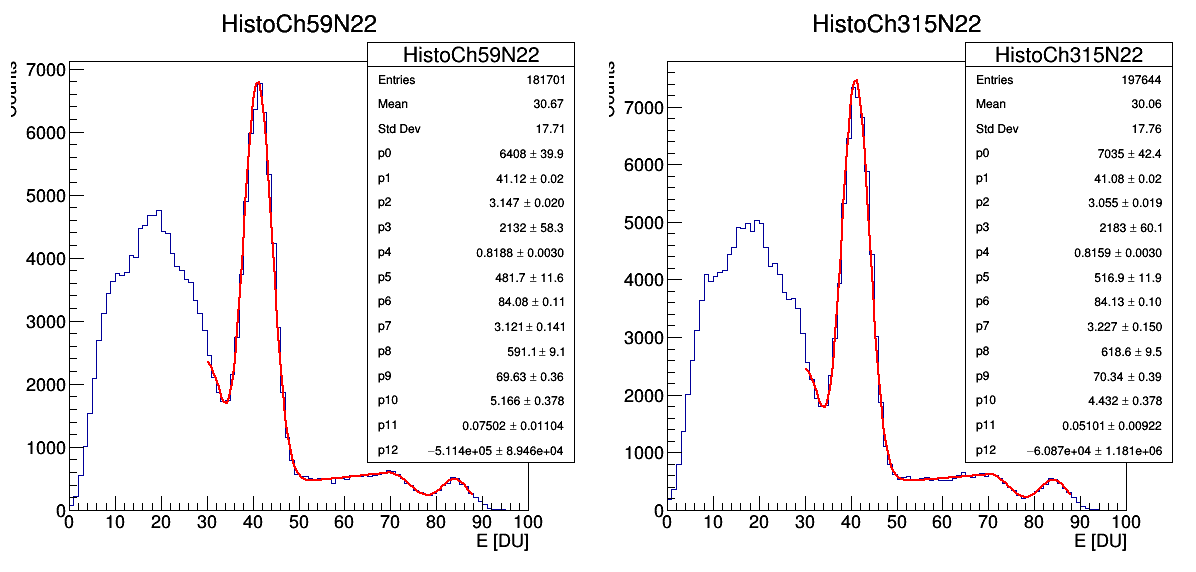 HistoCh59N22
HistoCh59N22
Entries 181701
Mean 30.67
Std Dev 17.71
p0 6408 ± 39.9
p1 41.12 ± 0.02
p2 3.147 ± 0.020
p3 2132 ± 58.3
p4 0.8188 ± 0.0030
p5 481.7 ± 11.6
p6 84.08 ± 0.11
p7 3.121 ± 0.141
p8 591.1 ± 9.1
p9 69.63 ± 0.36
p10 5.166 ± 0.378
p11 0.07502 ± 0.01104
p12 −5.114e+05 ± 8.946e+04
7000
6000
5000
4000
3000
2000
1000
0
0 10 20 30 40 50 60 70 80 90 100
E [DU]
HistoCh315N22
HistoCh315N22
Entries 197644
Mean 30.06
Std Dev 17.76
p0 7035 ± 42.4
p1 41.08 ± 0.02
p2 3.055 ± 0.019
p3 2183 ± 60.1
p4 0.8159 ± 0.0030
p5 516.9 ± 11.9
p6 84.13 ± 0.10
p7 3.227 ± 0.150
p8 618.6 ± 9.5
p9 70.34 ± 0.39
p10 4.432 ± 0.378
p11 0.05101 ± 0.00922
p12 −6.087e+04 ± 1.181e+06
7000
6000
5000
4000
3000
2000
1000
0
0 10 20 30 40 50 60 70 80 90 100
E [DU]